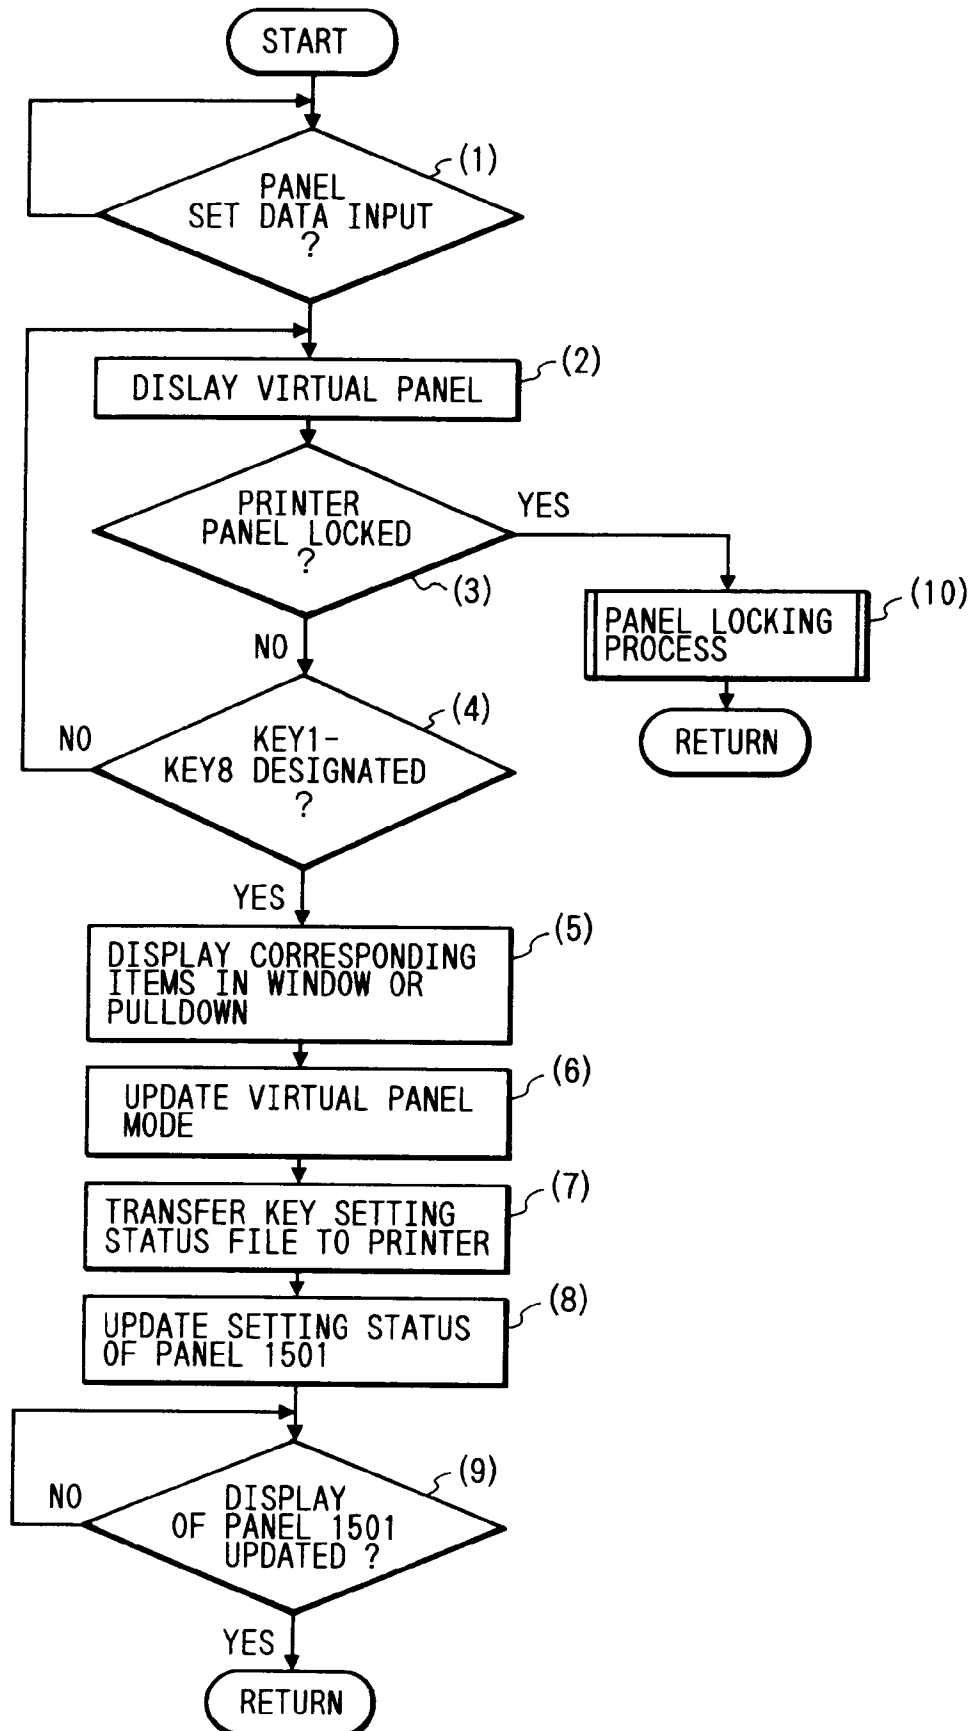 START
(1)
PANEL
SET DATA INPUT
?
(2)
DISLAY VIRTUAL PANEL
PRINTER
PANEL LOCKED
?
YES
(3)
(10)
PANEL LOCKING
PROCESS
NO
RETURN
(4)
KEY1-
KEY8 DESIGNATED
?
NO
YES
(5)
DISPLAY CORRESPONDING
ITEMS IN WINDOW OR
PULLDOWN
(6)
UPDATE VIRTUAL PANEL
MODE
(7)
TRANSFER KEY SETTING
STATUS FILE TO PRINTER
(8)
UPDATE SETTING STATUS
OF PANEL 1501
(9)
NO
DISPLAY
OF PANEL 1501
UPDATED ?
YES
RETURN